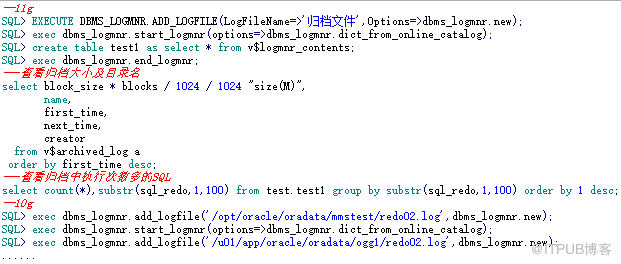 --11g
SQL> EXECUTE DBMS_LOGMNR.ADD_LOGFILE(LogFileName=>'归档文件',Options=>dbms_logmnr.new);
SQL> exec dbms_logmnr.start_logmnr(options=>dbms_logmnr.dict_from_online_catalog);
SQL> create table test1 as select * from v$logmnr_contents;
SQL> exec dbms_logmnr.end_logmnr;
---查看归档大小及目录名
select block_size * blocks / 1024 / 1024 "size(M)",
       name,
       first_time,
       next_time,
       creator
  from v$archived_log a
 order by first_time desc;
---查看归档中执行次数多的SQL
select count(*),substr(sql_redo,1,100) from test.test1 group by substr(sql_redo,1,100) order by 1 desc;
--10g
SQL> exec dbms_logmnr.add_logfile('/opt/oracle/oradata/mmstest/redo02.log',dbms_logmnr.new);
SQL> exec dbms_logmnr.start_logmnr(options=>dbms_logmnr.dict_from_online_catalog);
SQL> exec dbms_logmnr.add_logfile('/u01/app/oracle/oradata/ogg1/redo02.log',dbms_logmnr.new);
......
@ITPUB博客